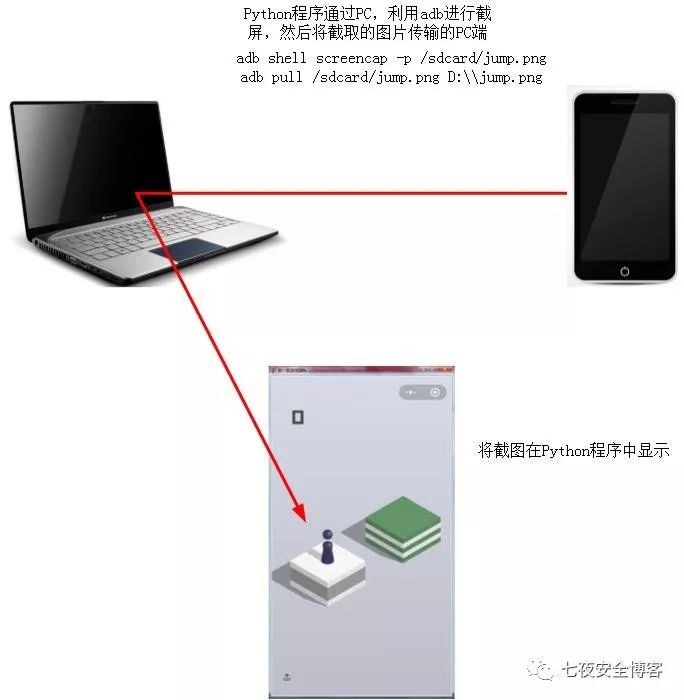 Python程序通过PC，利用adb进行截
屏，然后将截取的图片传输的PC端
adb shell screencap -p /sdcard/jump.png
adb pull /sdcard/jump.png D:\\jump.png
0
将截图在Python程序中显示
七夜安全博客